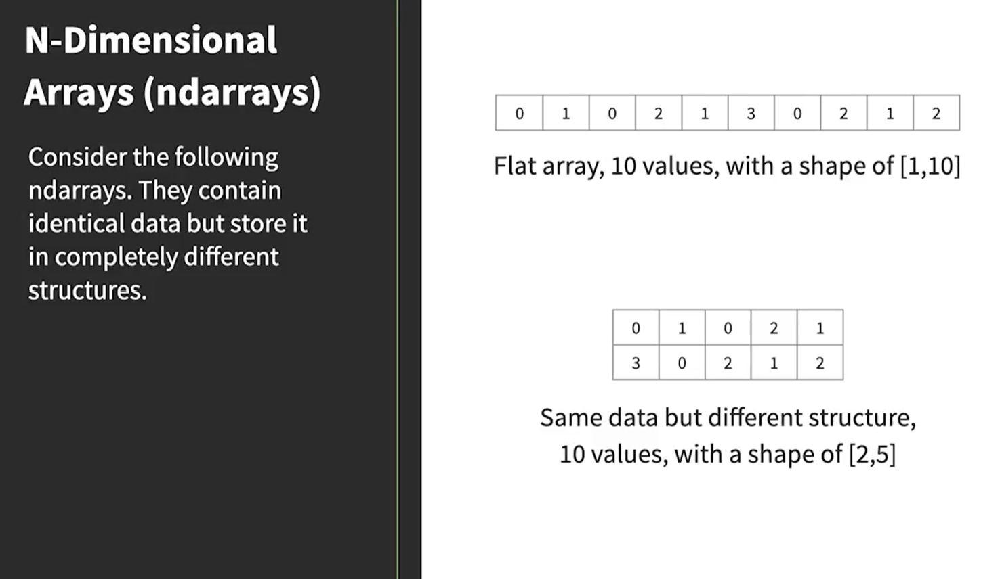 N-Dimensional
Arrays (ndarrays)
Consider the following
ndarrays. They contain
identical data but store it
in completely different
structures.
0 1 0 2 1 3 0 2 1 2
Flat array, 10 values, with a shape of [1,10]
0 1 0 2 1
3 0 2 1 2
Same data but different structure,
10 values, with a shape of [2,5]